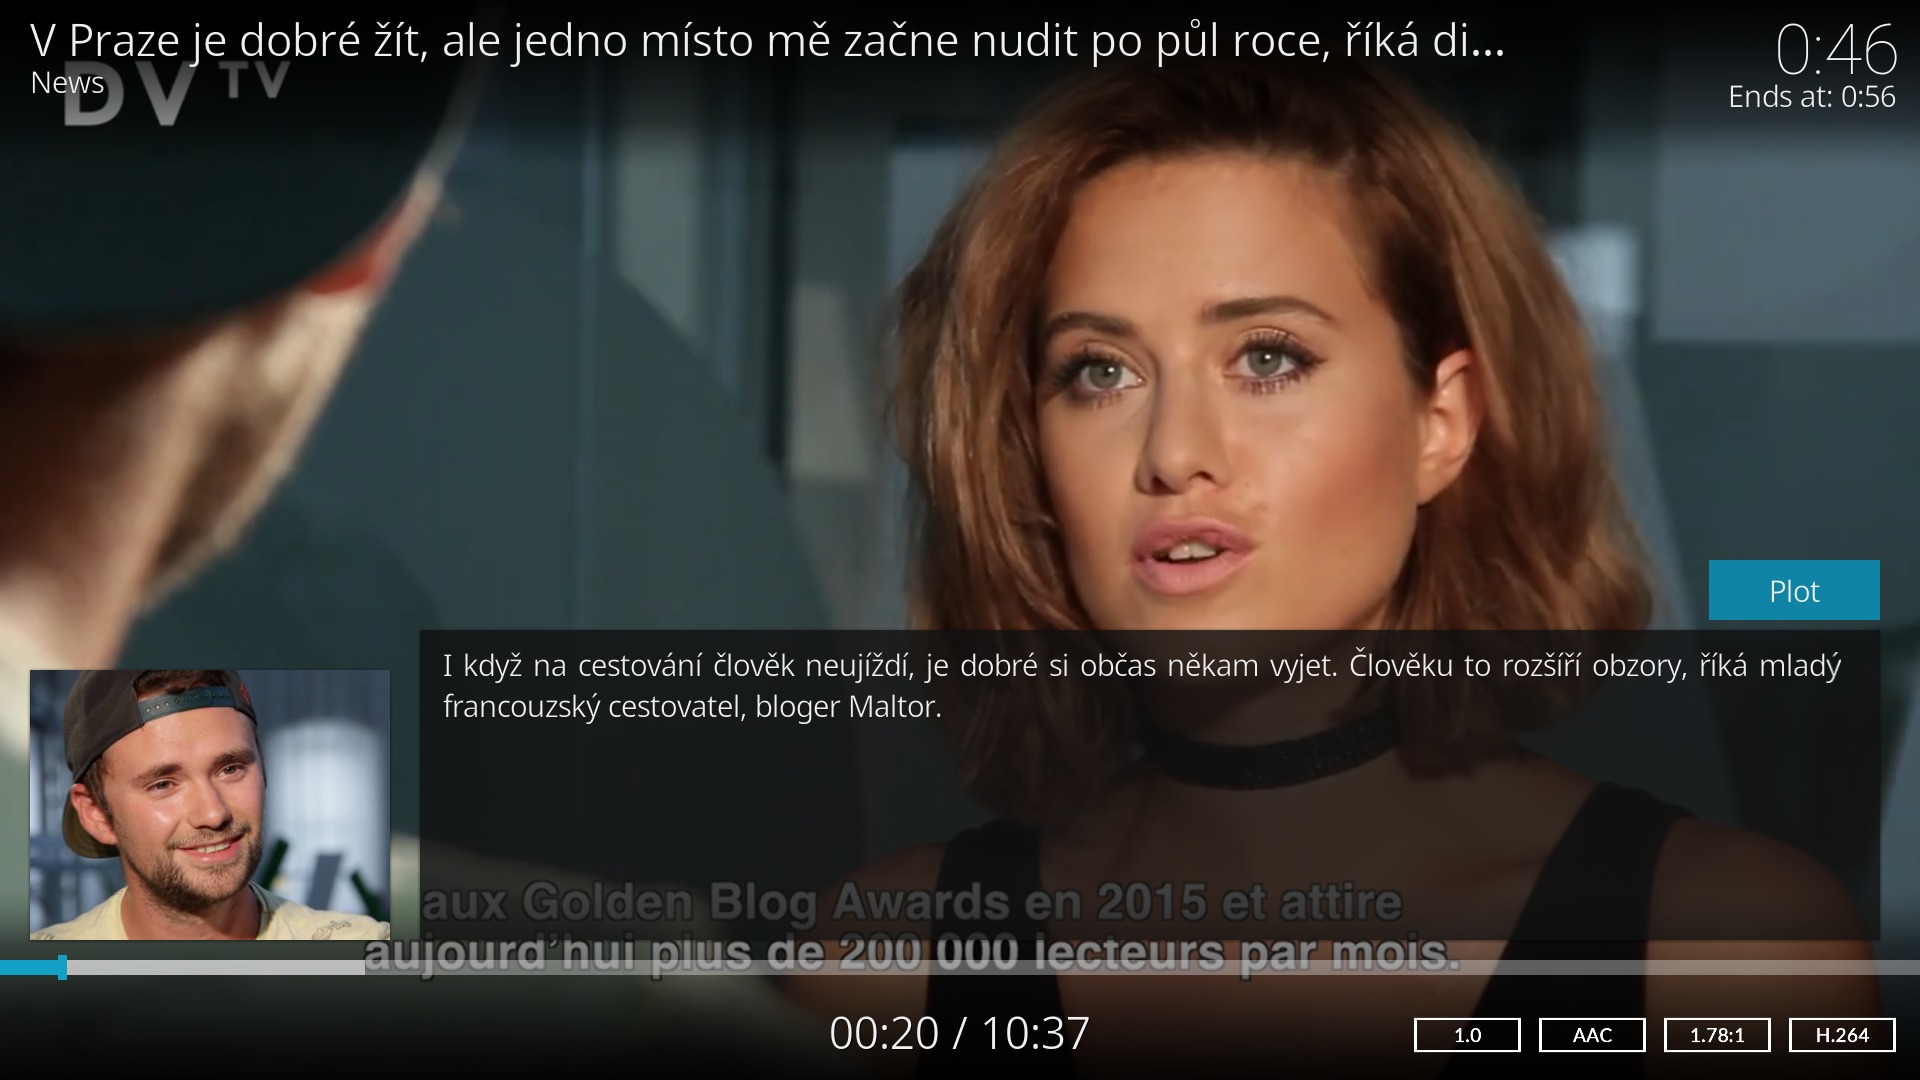 V Praze je dobré žít, ale jedno místo mě začne nudit po půl roce, říká di...
News
DVTV
0:46
Ends at: 0:56
Plot
I když na cestování člověk neujíždí, je dobré si občas někam vyjet. Člověku to rozšíří obzory, říká mladý
francouzský cestovatel, bloger Maltor.
aux Golden Blog Awards en 2015 et attire
aujourd'hui plus de 200 000 lecteurs par mois.
00:20 / 10:37
1.0 AAC 1.78:1 H.264